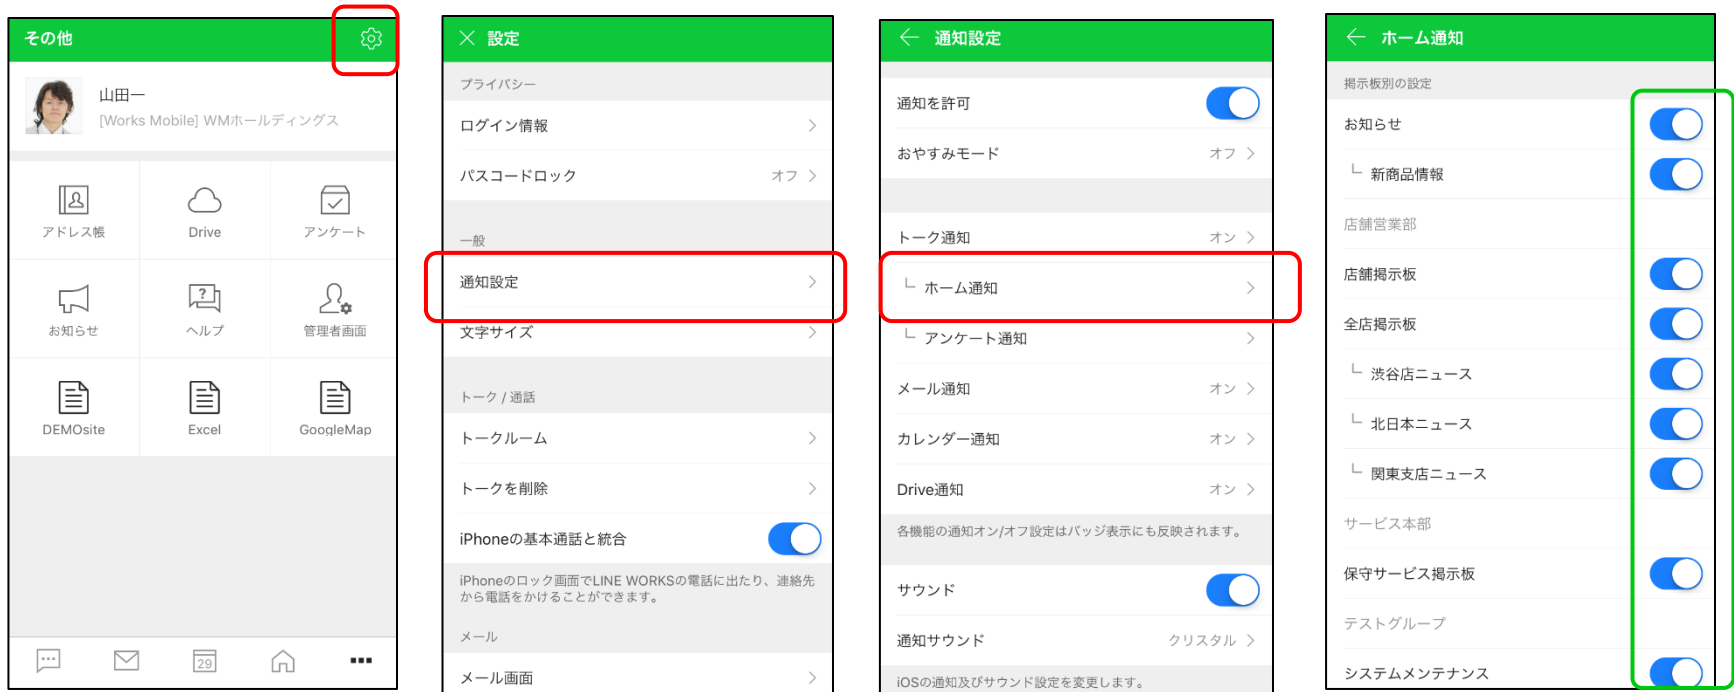 その他
山田一
[Works Mobile] WMホールディングス
アドレス帳
Drive
アンケート
お知らせ
?
ヘルプ
管理者画面
DEMOsite
Excel
GoogleMap
29
設定
プライバシー
ログイン情報
パスコードロック オフ
一般
通知設定
文字サイズ
トーク / 通話
トークルーム
トークを削除
iPhoneの基本通話と統合
iPhoneのロック画面でLINE WORKSの電話に出たり、連絡先
から電話をかけることができます。
メール
メール画面
通知設定
通知を許可
おやすみモード オフ
トーク通知 オン
ホーム通知
アンケート通知
メール通知 オン
カレンダー通知 オン
Drive通知 オン
各機能の通知オン/オフ設定はバッジ表示にも反映されます。
サウンド
通知サウンド クリスタル
iOSの通知及びサウンド設定を変更します。
ホーム通知
掲示板別の設定
お知らせ
新商品情報
店舗営業部
店舗掲示板
全店掲示板
渋谷店ニュース
北日本ニュース
関東支店ニュース
サービス本部
保守サービス掲示板
テストグループ
システムメンテナンス